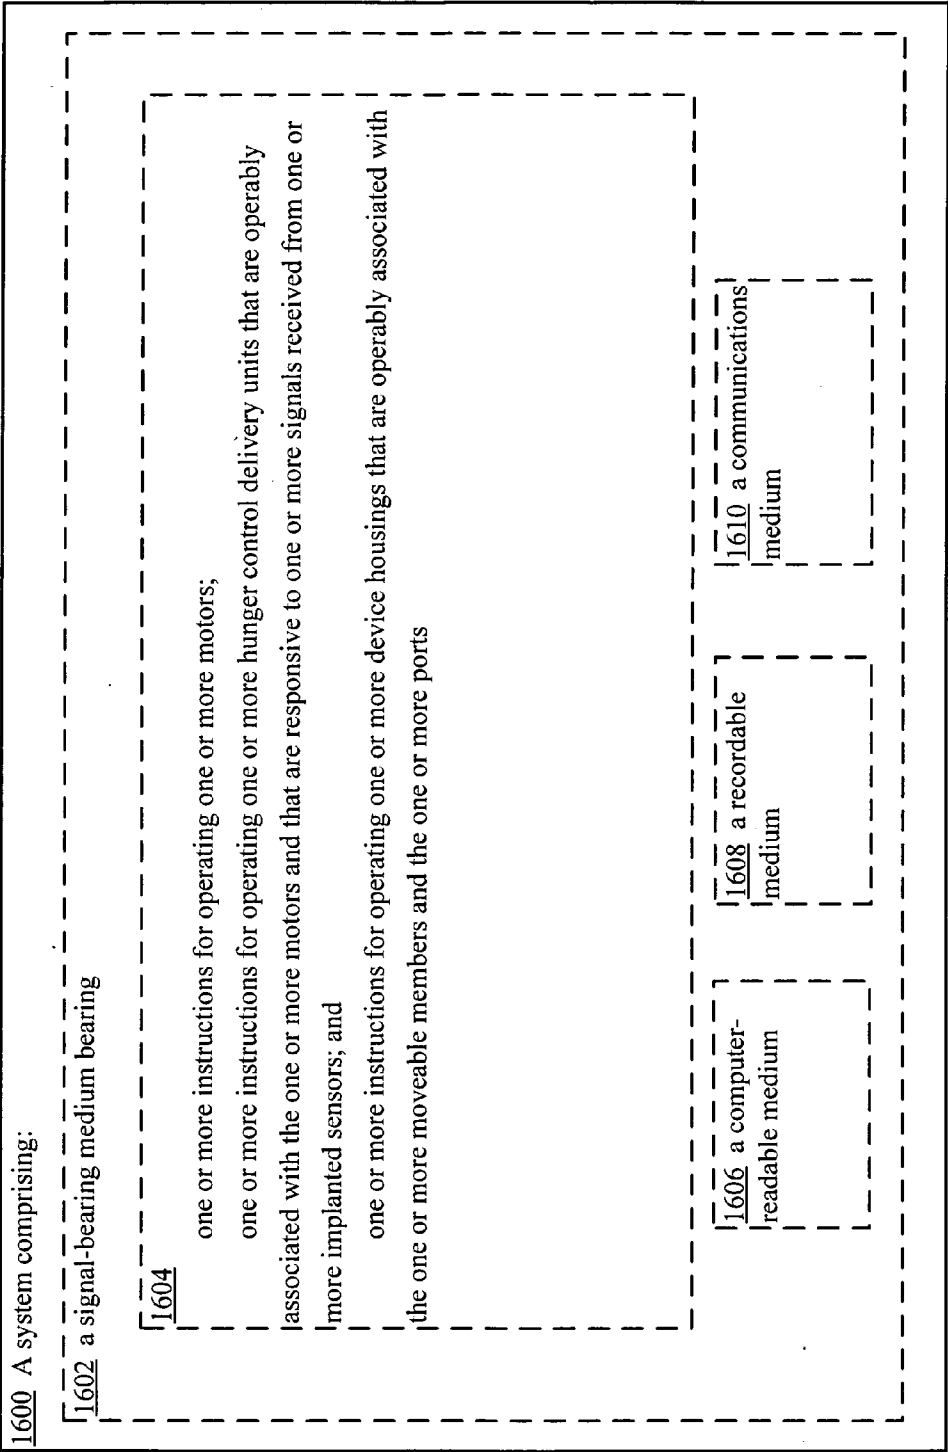 1600 A system comprising:
1602 a signal-bearing medium bearing
1604
one or more instructions for operating one or more motors;
one or more instructions for operating one or more hunger control delivery units that are operably
associated with the one or more motors and that are responsive to one or more signals received from one or
more implanted sensors; and
one or more instructions for operating one or more device housings that are operably associated with
the one or more moveable members and the one or more ports
1606 a computer-
readable medium
1608 a recordable
medium
1610 a communications
medium